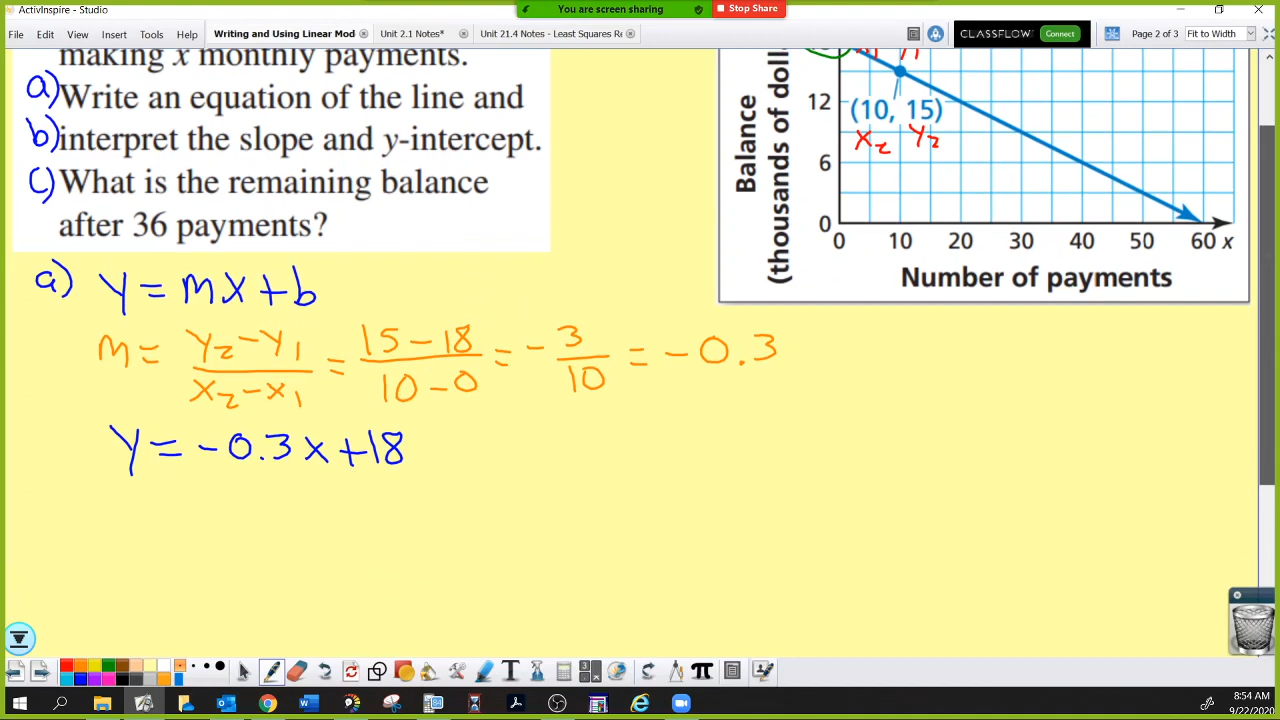 ActivInspire - Studio
You are screen sharing
Stop Share
File Edit View Insert Tools Help
Writing and Using Linear Mod
Unit 2.1 Notes*
Unit 21.4 Notes - Least Squares Re
CLASSFLOW Connect
Page 2 of 3
Fit to Width
making x monthly payments.
a) Write an equation of the line and
b) interpret the slope and y-intercept.
c) What is the remaining balance
after 36 payments?
Balance
(thousands of dolla
12
6
0
(10, 15)
x₂ y₂
0 10 20 30 40 50 60 x
Number of payments
a) y = mx + b
m = y₂ - y₁ / x₂ - x₁ = 15 - 18 / 10 - 0 = - 3 / 10 = - 0.3
y = - 0.3x + 18
8:54 AM
9/22/2020